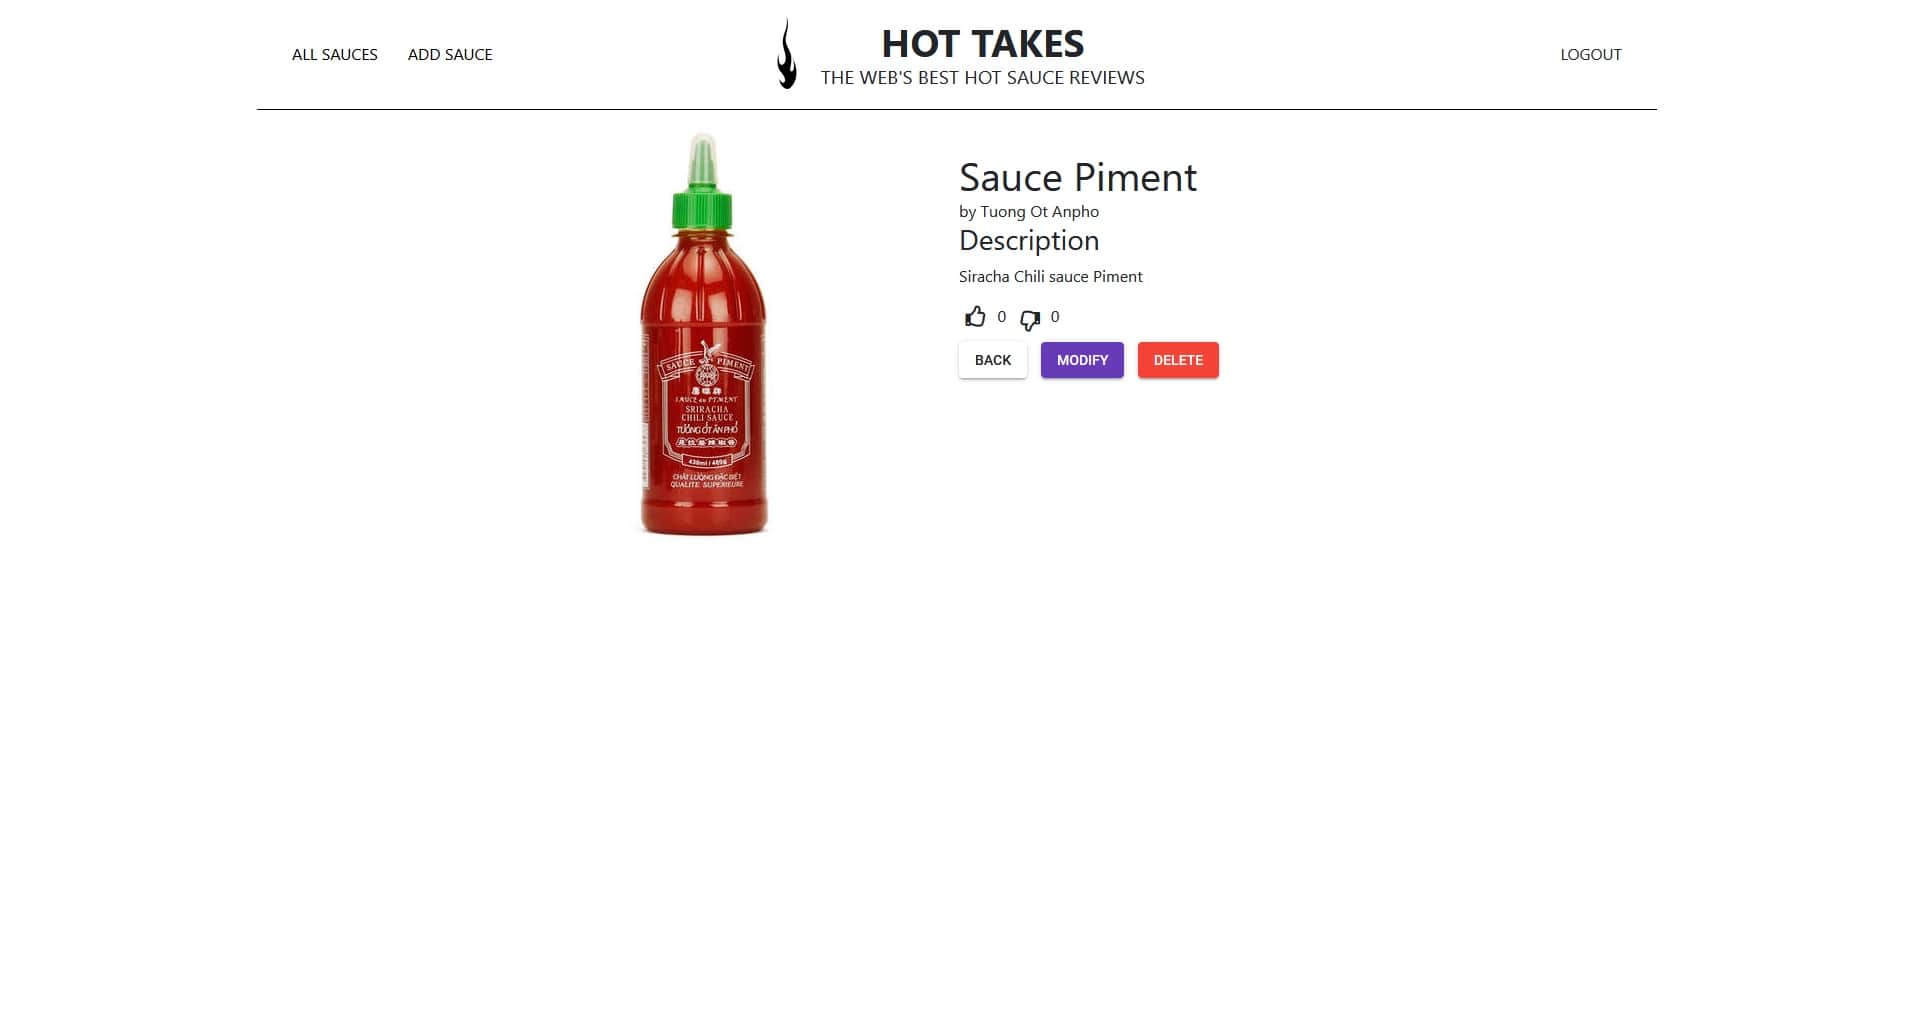 ALL SAUCES
ADD SAUCE
HOT TAKES
THE WEB'S BEST HOT SAUCE REVIEWS
LOGOUT
SAUCE PIMENT
SAUCE au PIMENT
SRIRACHA
CHILI SAUCE
TƯƠNG ỚT ĂN PHỞ
430ml / 485g
CHẤT LƯỢNG ĐẶC BIỆT
QUALITE SUPERIEURE
Sauce Piment
by Tuong Ot Anpho
Description
Siracha Chili sauce Piment
0 0
BACK MODIFY DELETE